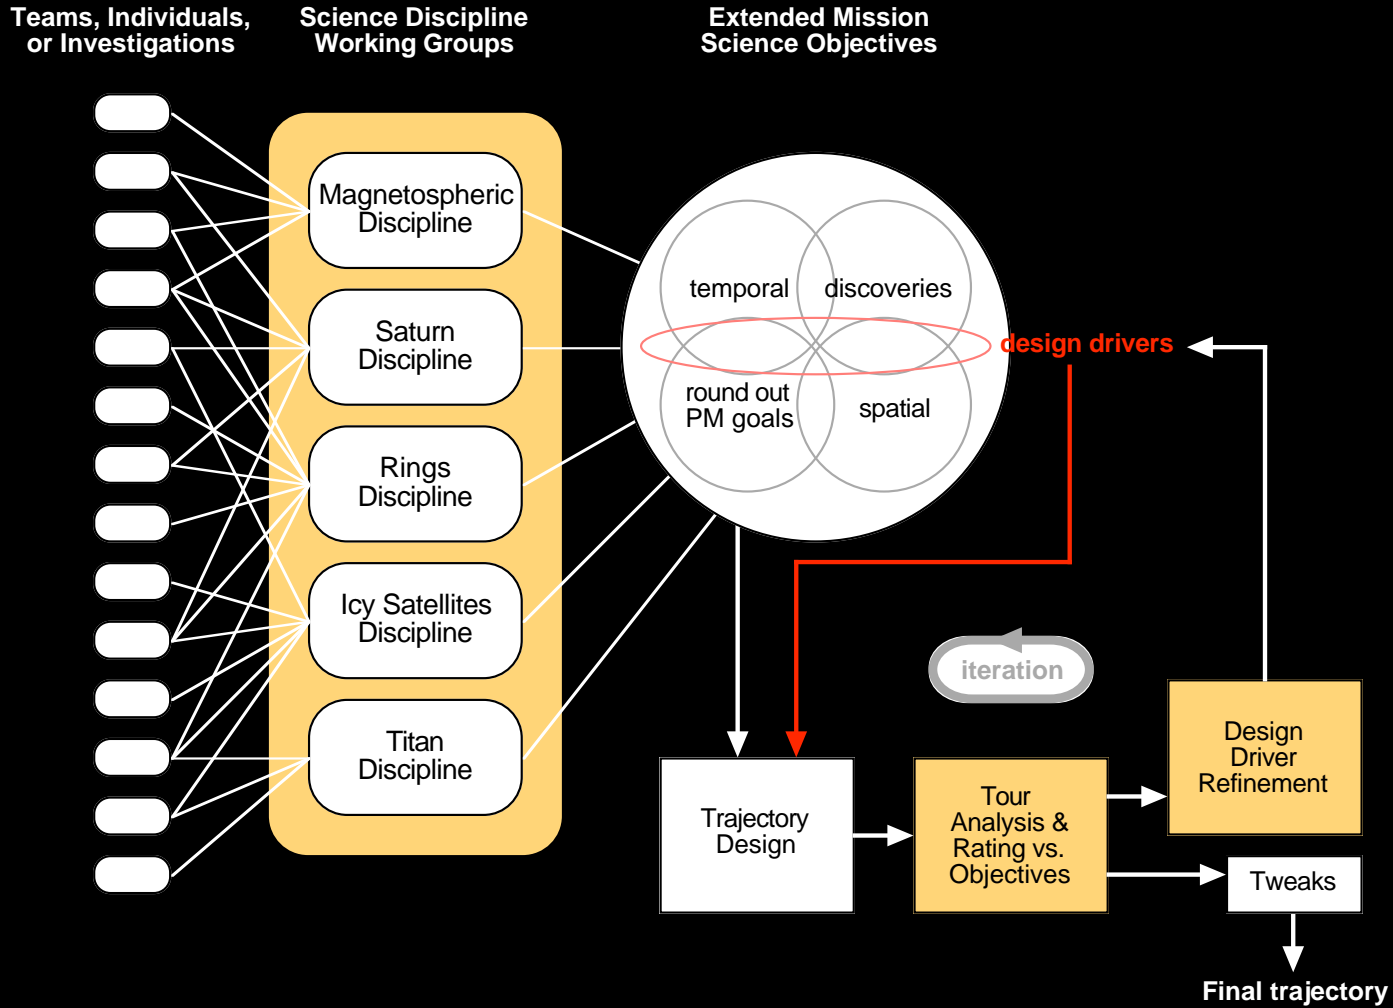 Teams, Individuals,
or Investigations
Science Discipline
Working Groups
Extended Mission
Science Objectives
Magnetospheric
Discipline
Saturn
Discipline
Rings
Discipline
Icy Satellites
Discipline
Titan
Discipline
temporal
discoveries
round out
PM goals
spatial
design drivers
iteration
Trajectory
Design
Tour
Analysis &
Rating vs.
Objectives
Design
Driver
Refinement
Tweaks
Final trajectory